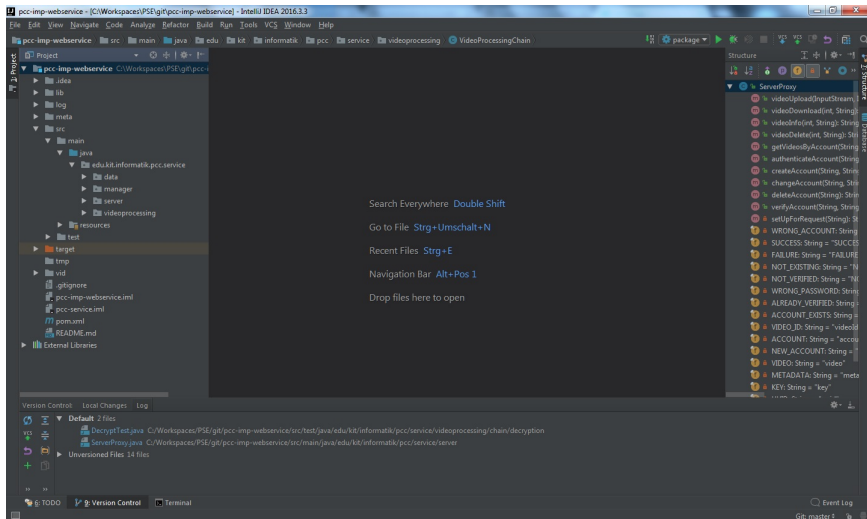 pcc-imp-webservice - [C:\Workspaces\PSE\git\pcc-imp-webservice] - IntelliJ IDEA 2016.3.3
File Edit View Navigate Code Analyze Refactor Build Run Tools VCS Window Help
pcc-imp-webservice src main java edu kit informatik pcc service videoprocessing VideoProcessingChain package
Project
1: Project
pcc-imp-webservice C:\Workspaces\PSE\git\pcc-i
.idea
lib
log
meta
src
main
java
edu.kit.informatik.pcc.service
data
manager
server
videoprocessing
resources
test
target
tmp
vid
.gitignore
pcc-imp-webservice.iml
pcc-service.iml
pom.xml
README.md
External Libraries
Search Everywhere Double Shift
Go to File Strg+Umschalt+N
Recent Files Strg+E
Navigation Bar Alt+Pos 1
Drop files here to open
Structure
ServerProxy
videoUpload(InputStream,
videoDownload(int, String):
videoInfo(int, String): String
videoDelete(int, String): Stri
getVideosByAccount(String
authenticateAccount(String
createAccount(String, Strin
changeAccount(String, Stri
deleteAccount(String): Stri
verifyAccount(String, String
setUpForRequest(String): St
WRONG_ACCOUNT: String
SUCCESS: String = "SUCCES
FAILURE: String = "FAILURE
NOT_EXISTING: String = "N
NOT_VERIFIED: String = "NO
WRONG_PASSWORD: String
ALREADY_VERIFIED: String =
ACCOUNT_EXISTS: String =
VIDEO_ID: String = "videoId
ACCOUNT: String = "accou
NEW_ACCOUNT: String = "
VIDEO: String = "video"
METADATA: String = "meta
KEY: String = "key"
Z: Structure
Database
Version Control: Local Changes Log
Default 2 files
DecryptTest.java C:/Workspaces/PSE/git/pcc-imp-webservice/src/test/java/edu/kit/informatik/pcc/service/videoprocessing/chain/decryption
ServerProxy.java C:/Workspaces/PSE/git/pcc-imp-webservice/src/main/java/edu/kit/informatik/pcc/service/server
Unversioned Files 14 files
6: TODO 9: Version Control Terminal Event Log
Git: master